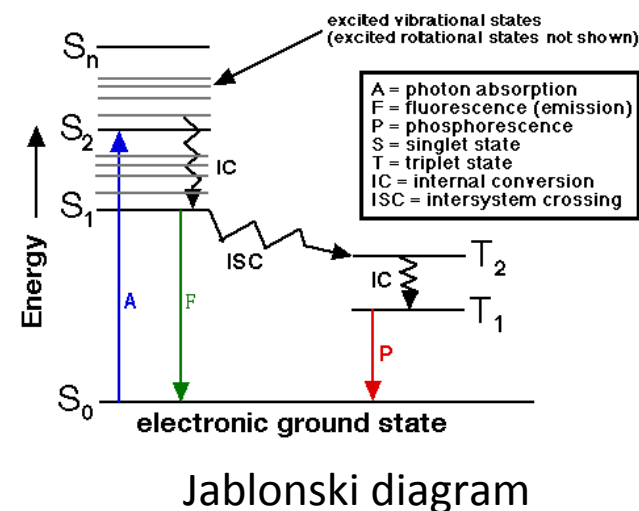 excited vibrational states
(excited rotational states not shown)
A = photon absorption
F = fluorescence (emission)
P = phosphorescence
S = singlet state
T = triplet state
IC = internal conversion
ISC = intersystem crossing
Sn
S2
S1
S0
Energy
A
F
IC
ISC
T2
IC
T1
P
electronic ground state
Jablonski diagram